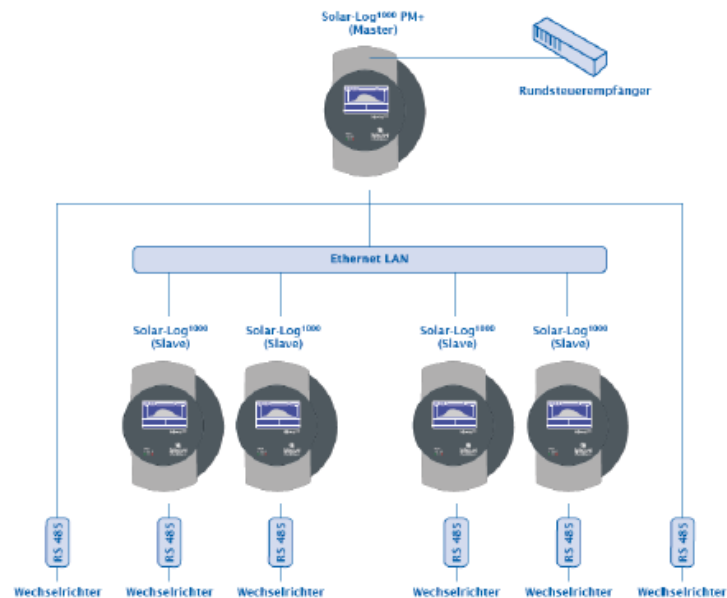 Solar-Log¹⁰⁰⁰ PM+
(Master)
Rundsteuerempfänger
Ethernet LAN
Solar-Log¹⁰⁰⁰
(Slave)
Solar-Log¹⁰⁰⁰
(Slave)
Solar-Log¹⁰⁰⁰
(Slave)
Solar-Log¹⁰⁰⁰
(Slave)
RS 485
RS 485
RS 485
RS 485
RS 485
RS 485
Wechselrichter
Wechselrichter
Wechselrichter
Wechselrichter
Wechselrichter
Wechselrichter